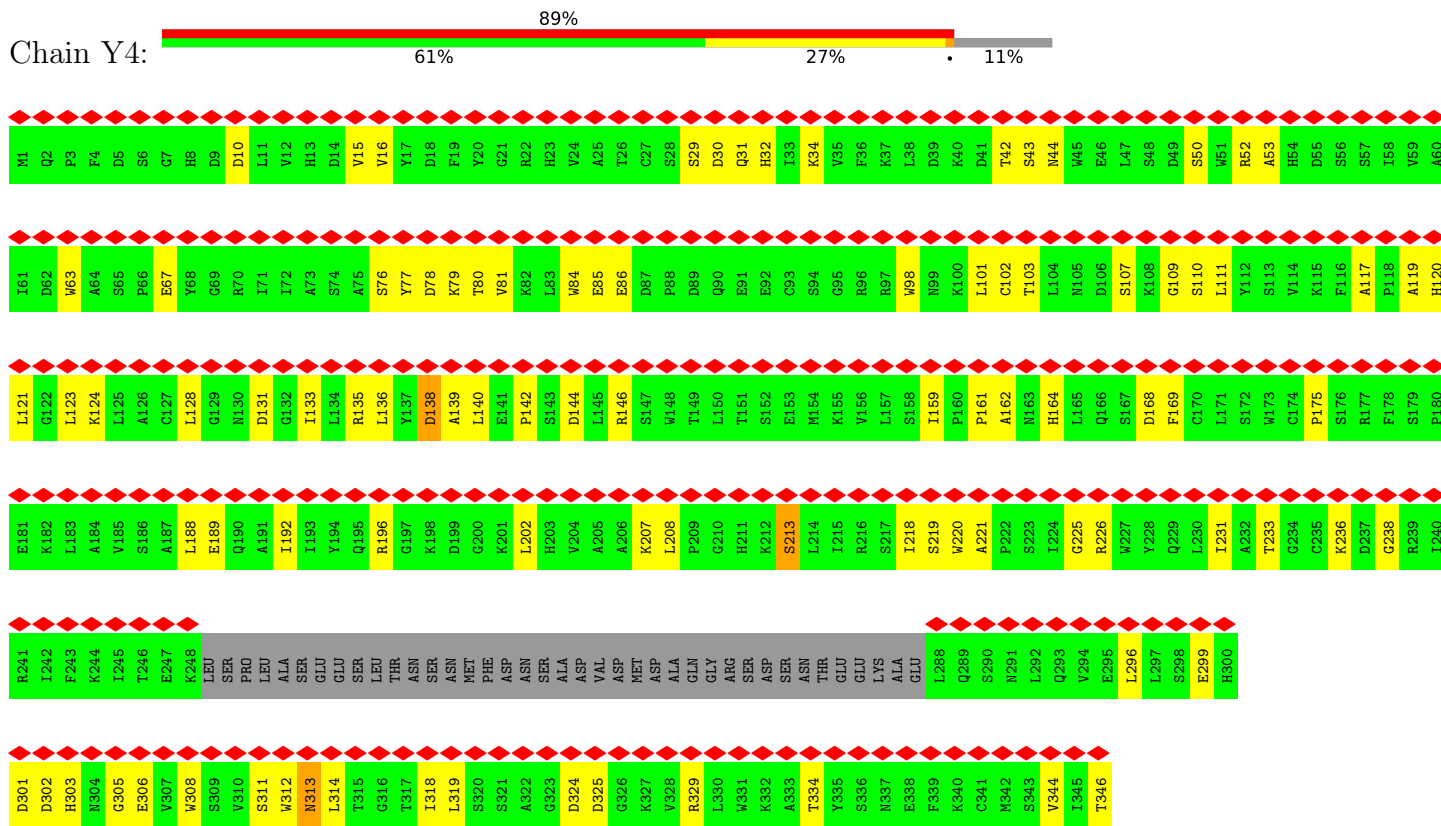 89%
Chain Y4:
61% 27% • 11%
M1 Q2 P3 F4 D5 S6 G7 H8 D9 D10 L11 V12 H13 D14 V15 V16 Y17 D18 F19 Y20 G21 R22 H23 V24 A25 T26 C27 S28 S29 D30 Q31 H32 I33 K34 V35 F36 K37 L38 D39 K40 D41 T42 S43 N44 W45 E46 L47 S48 D49 S50 W51 R52 A53 H54 D55 S56 S57 I58 V59 A60
I61 D62 W63 A64 S65 P66 E67 Y68 G69 R70 I71 I72 A73 S74 A75 S76 Y77 D78 K79 T80 V81 K82 L83 W84 E85 E86 D87 P88 D89 Q90 E91 E92 C93 S94 G95 R96 R97 W98 N99 K100 L101 C102 T103 L104 N105 D106 S107 K108 G109 S110 L111 Y112 S113 V114 K115 F116 A117 P118 A119 H120
L121 G122 L123 K124 L125 A126 C127 L128 G129 N130 D131 G132 I133 L134 R135 L136 Y137 D138 A139 L140 E141 P142 S143 D144 L145 R146 S147 W148 T149 L150 T151 S152 E153 M154 K155 V156 L157 S158 I159 P160 P161 A162 N163 H164 L165 Q166 S167 D168 F169 C170 L171 S172 W173 C174 P175 S176 R177 F178 S179 P180
E181 K182 L183 A184 V185 S186 A187 L188 E189 Q190 A191 I192 I193 Y194 Q195 R196 G197 K198 D199 G200 K201 L202 H203 V204 A205 A206 K207 L208 P209 G210 H211 K212 S213 L214 I215 R216 S217 I218 S219 W220 A221 P222 S223 I224 G225 R226 W227 Y228 Q229 L230 I231 A232 T233 G234 C235 K236 D237 G238 R239 I240
R241 I242 F243 K244 I245 T246 E247 K248 LEU SER PRO LEU ALA SER GLU GLU SER LEU THR ASN SER ASN MET PHE ASP ASN SER ALA ASP VAL ASP MET ASP ALA GLN GLY ARG SER ASP SER ASN THR GLU GLU LYS ALA GLU L288 Q289 S290 N291 L292 Q293 V294 E295 L296 L297 S298 E299 H300
D301 D302 H303 N304 G305 E306 V307 W308 S309 V310 S311 W312 N313 L314 T315 G316 T317 I318 L319 S320 S321 A322 G323 D324 D325 G326 K327 V328 R329 L330 W331 K332 A333 T334 Y335 S336 N337 E338 F339 K340 C341 M342 S343 V344 I345 T346